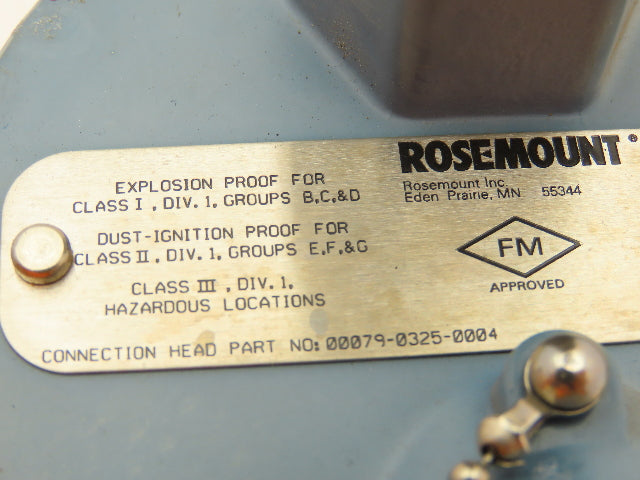 ROSEMOUNT®
Rosemount Inc.
Eden Prairie, MN 55344
EXPLOSION PROOF FOR
CLASS I, DIV. 1, GROUPS B,C,&D
DUST-IGNITION PROOF FOR
CLASS II, DIV. 1, GROUPS E,F,&G
CLASS III, DIV. 1,
HAZARDOUS LOCATIONS
FM
APPROVED
CONNECTION HEAD PART NO: 00079-0325-0004